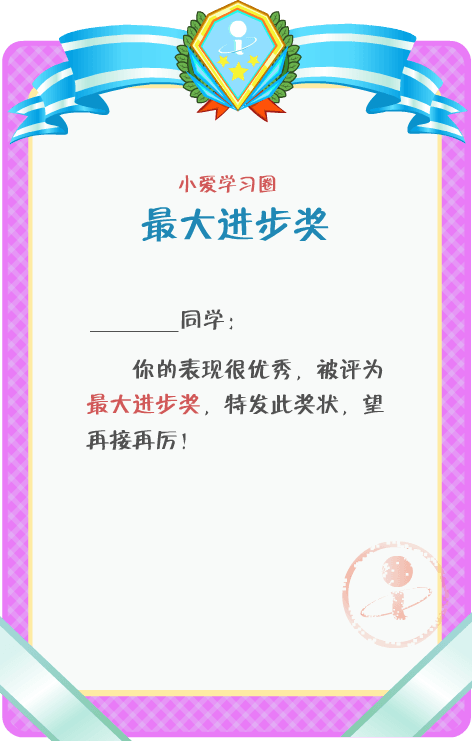 小爱学习圈
最大进步奖
________同学：
你的表现很优秀，被评为
最大进步奖，特发此奖状，望
再接再厉！